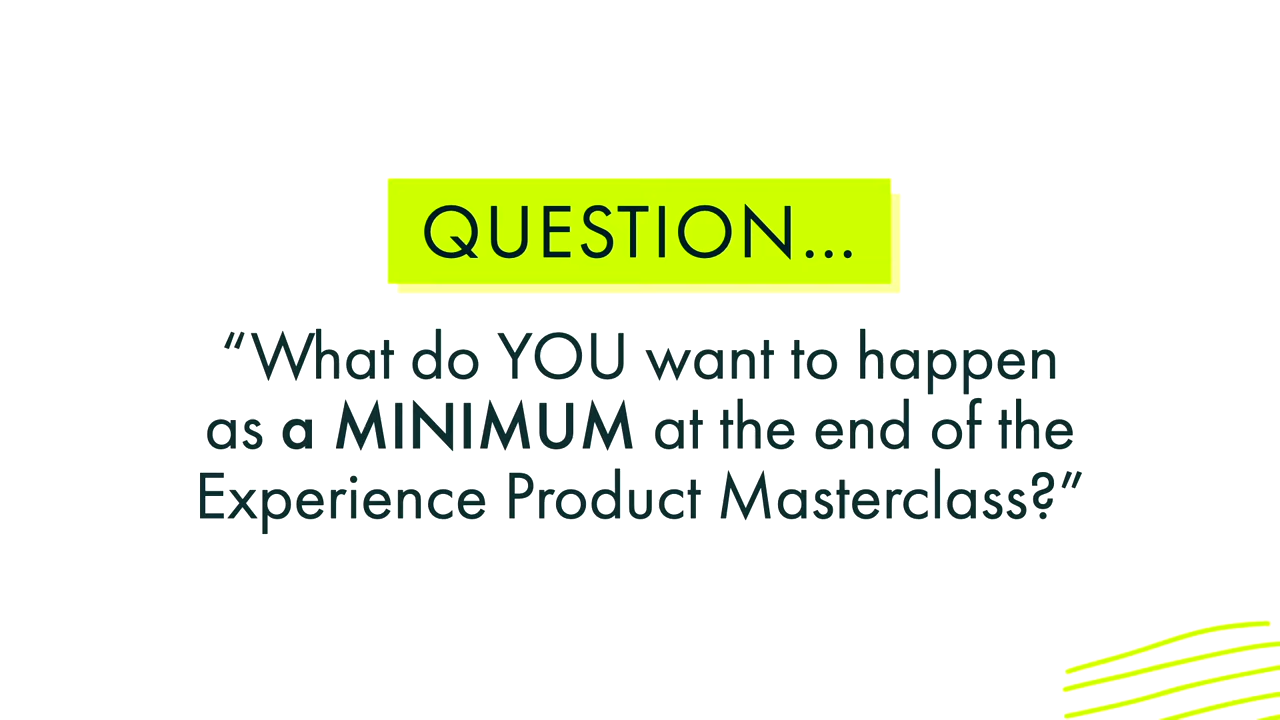 QUESTION...
“What do YOU want to happen
as a MINIMUM at the end of the
Experience Product Masterclass?”